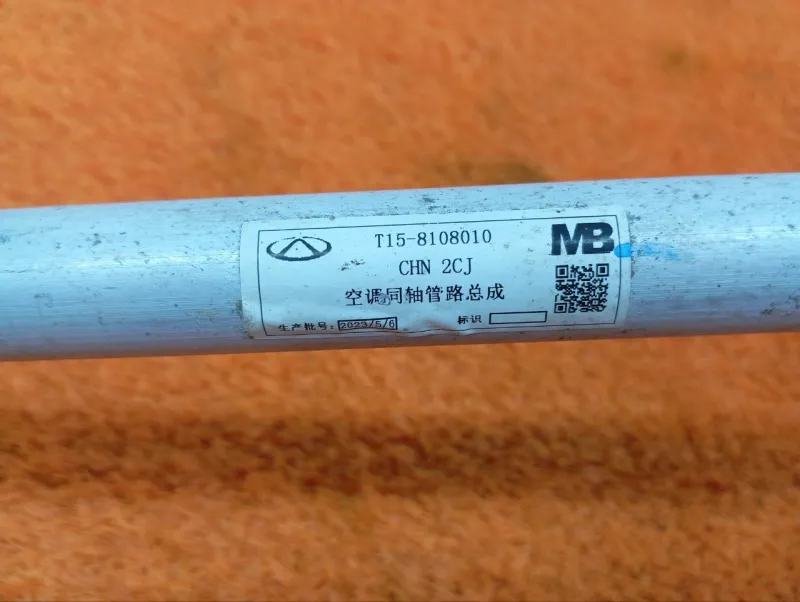 T15-8108010
MB
CHN 2CJ
空调同轴管路总成
生产批号: 2023/5/6
标识